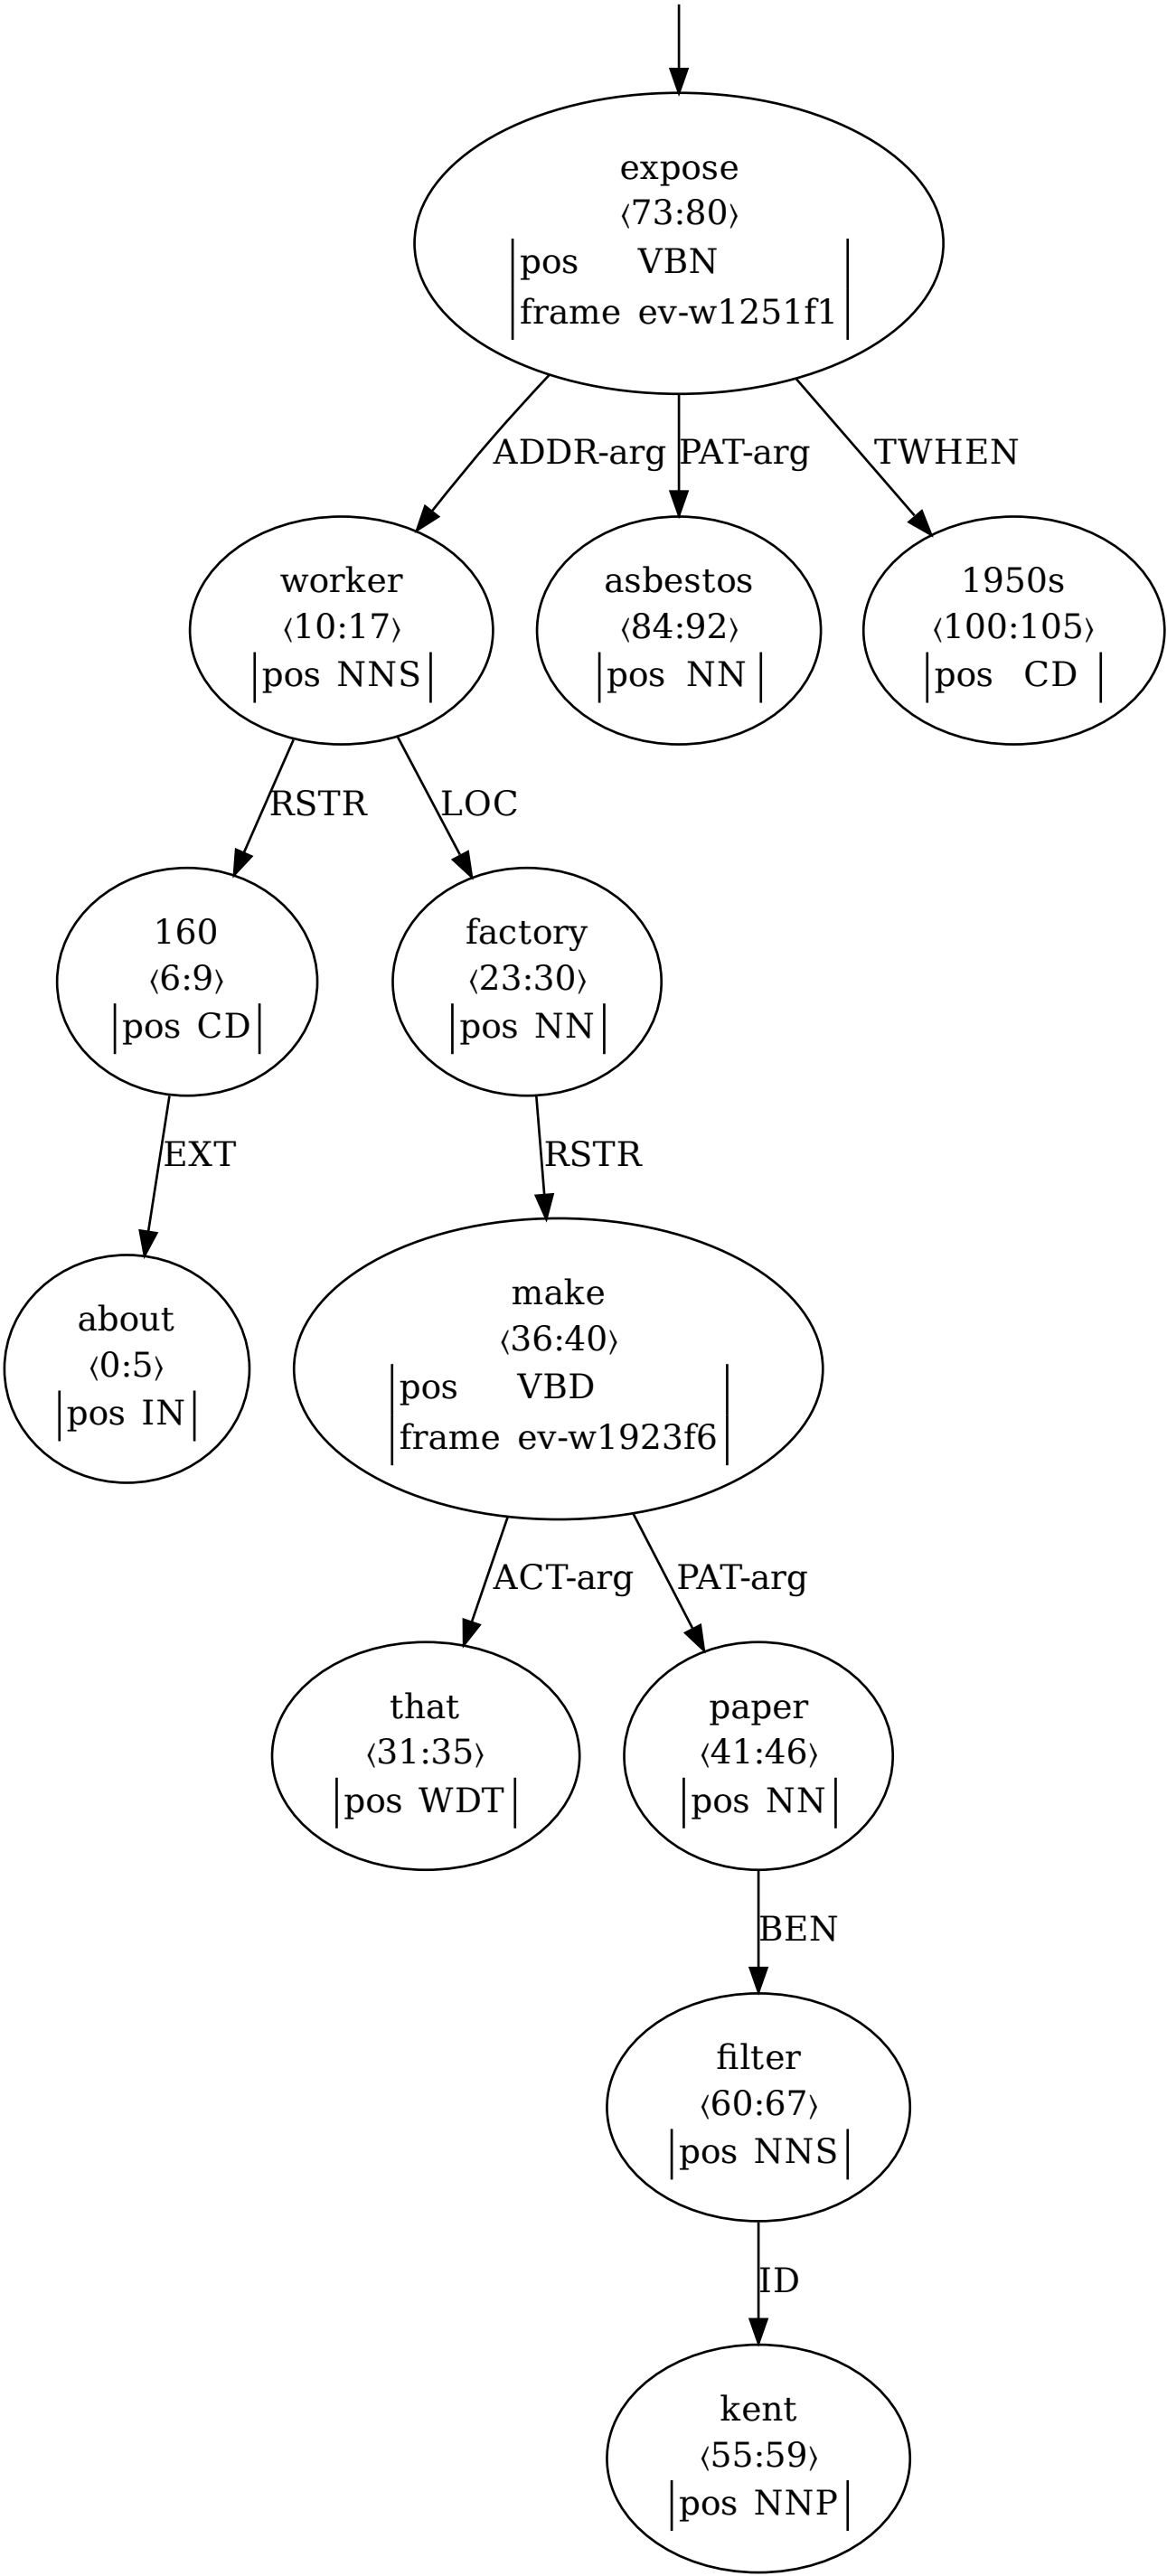 expose
⟨73:80⟩
pos VBN
frame ev-w1251f1
ADDR-arg
PAT-arg
TWHEN
worker
⟨10:17⟩
pos NNS
asbestos
⟨84:92⟩
pos NN
1950s
⟨100:105⟩
pos CD
RSTR
LOC
160
⟨6:9⟩
pos CD
factory
⟨23:30⟩
pos NN
EXT
RSTR
about
⟨0:5⟩
pos IN
make
⟨36:40⟩
pos VBD
frame ev-w1923f6
ACT-arg
PAT-arg
that
⟨31:35⟩
pos WDT
paper
⟨41:46⟩
pos NN
BEN
filter
⟨60:67⟩
pos NNS
ID
kent
⟨55:59⟩
pos NNP